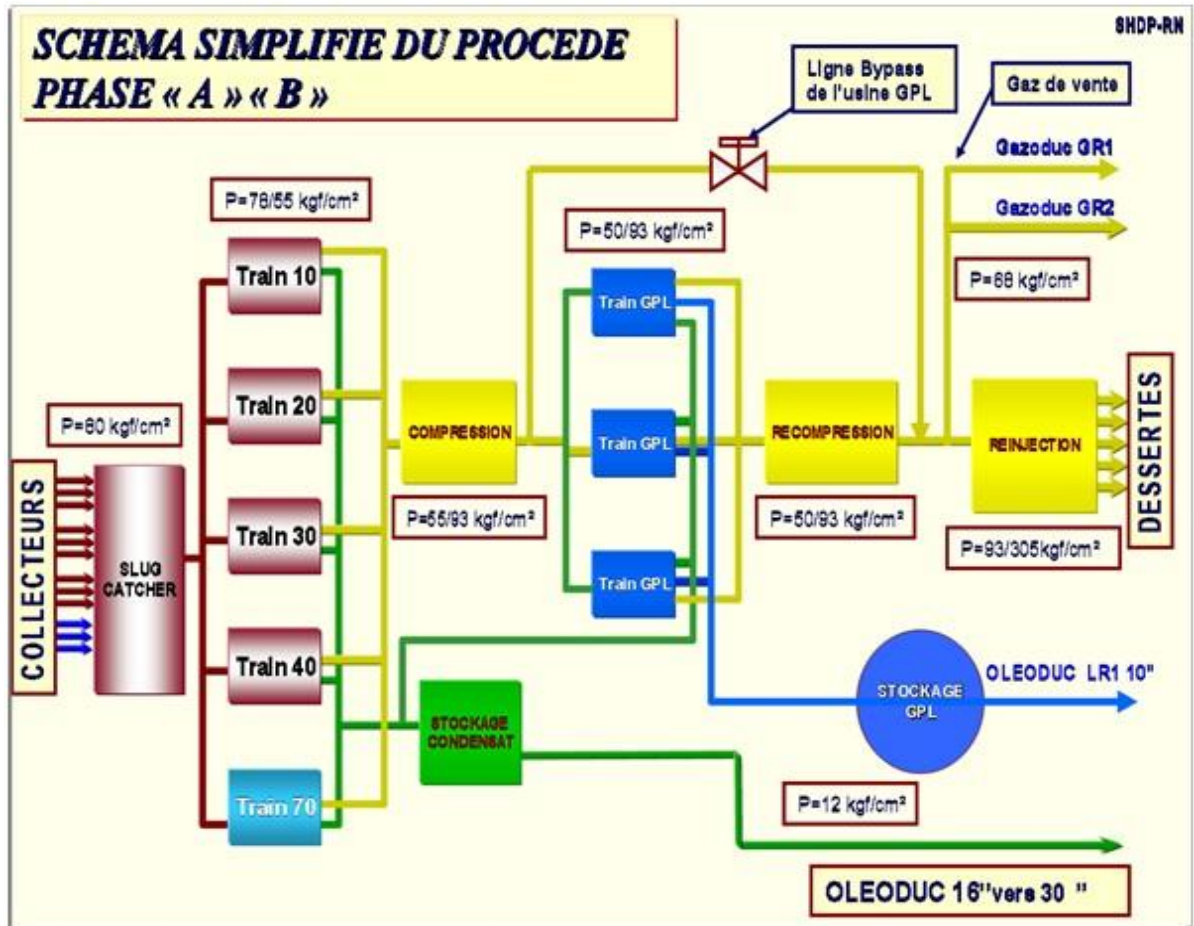 SCHEMA SIMPLIFIE DU PROCEDE
PHASE « A » « B »
SHDP-RN
Ligne Bypass
de l'usine GPL
Gaz de vente
Gazoduc GR1
Gazoduc GR2
P=78/55 kgf/cm²
P=50/93 kgf/cm²
P=68 kgf/cm²
Train 10
Train GPL
Train 20
COMPRESSION
Train GPL
RECOMPRESSION
REINJECTION
DESSERTES
P=80 kgf/cm²
COLLECTEURS
SLUG
CATCHER
P=55/93 kgf/cm²
P=50/93 kgf/cm²
P=93/305kgf/cm²
Train 30
Train GPL
Train 40
STOCKAGE
CONDENSAT
STOCKAGE
GPL
OLEODUC LR1 10"
Train 70
P=12 kgf/cm²
OLEODUC 16"vers 30 "